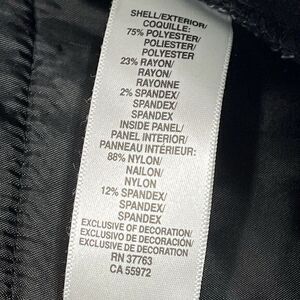 SHELL/EXTERIOR/
COQUILLE:
75% POLYESTER/
POLIESTER/
POLYESTER
23% RAYON/
RAYON/
RAYONNE
2% SPANDEX/
SPANDEX/
SPANDEX
INSIDE PANEL/
PANEL INTERIOR/
PANNEAU INTÉRIEUR:
88% NYLON/
NAILON/
NYLON
12% SPANDEX/
SPANDEX/
SPANDEX
EXCLUSIVE OF DECORATION/
EXCLUSIVO DE DECORACIÓN/
EXCLUSIVE DE DECORATION
RN 37763
CA 55972